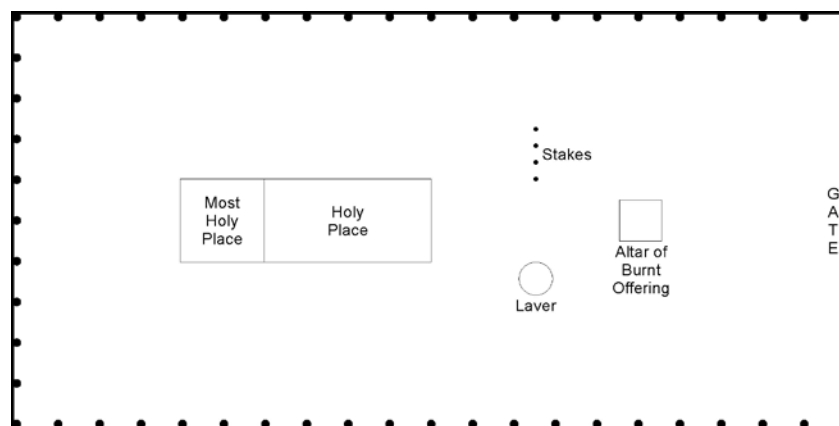 Stakes
Most
Holy
Place
Holy
Place
G
A
T
E
Altar of
Burnt
Offering
Laver